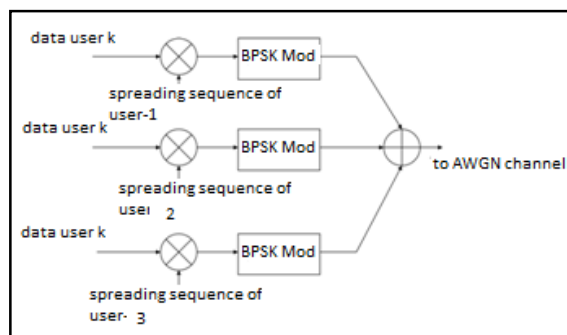 data user k
BPSK Mod
spreading sequence of
user-1
data user k
BPSK Mod
to AWGN channel
spreading sequence of
user 2
data user k
BPSK Mod
spreading sequence of
user- 3